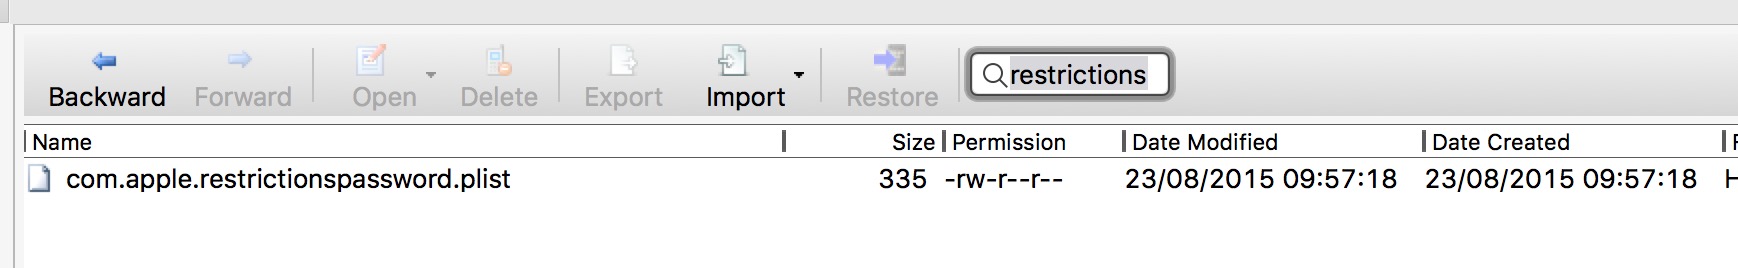 Backward Forward Open Delete Export Import Restore restrictions
Name Size Permission Date Modified Date Created
com.apple.restrictionspassword.plist 335 -rw-r--r-- 23/08/2015 09:57:18 23/08/2015 09:57:18